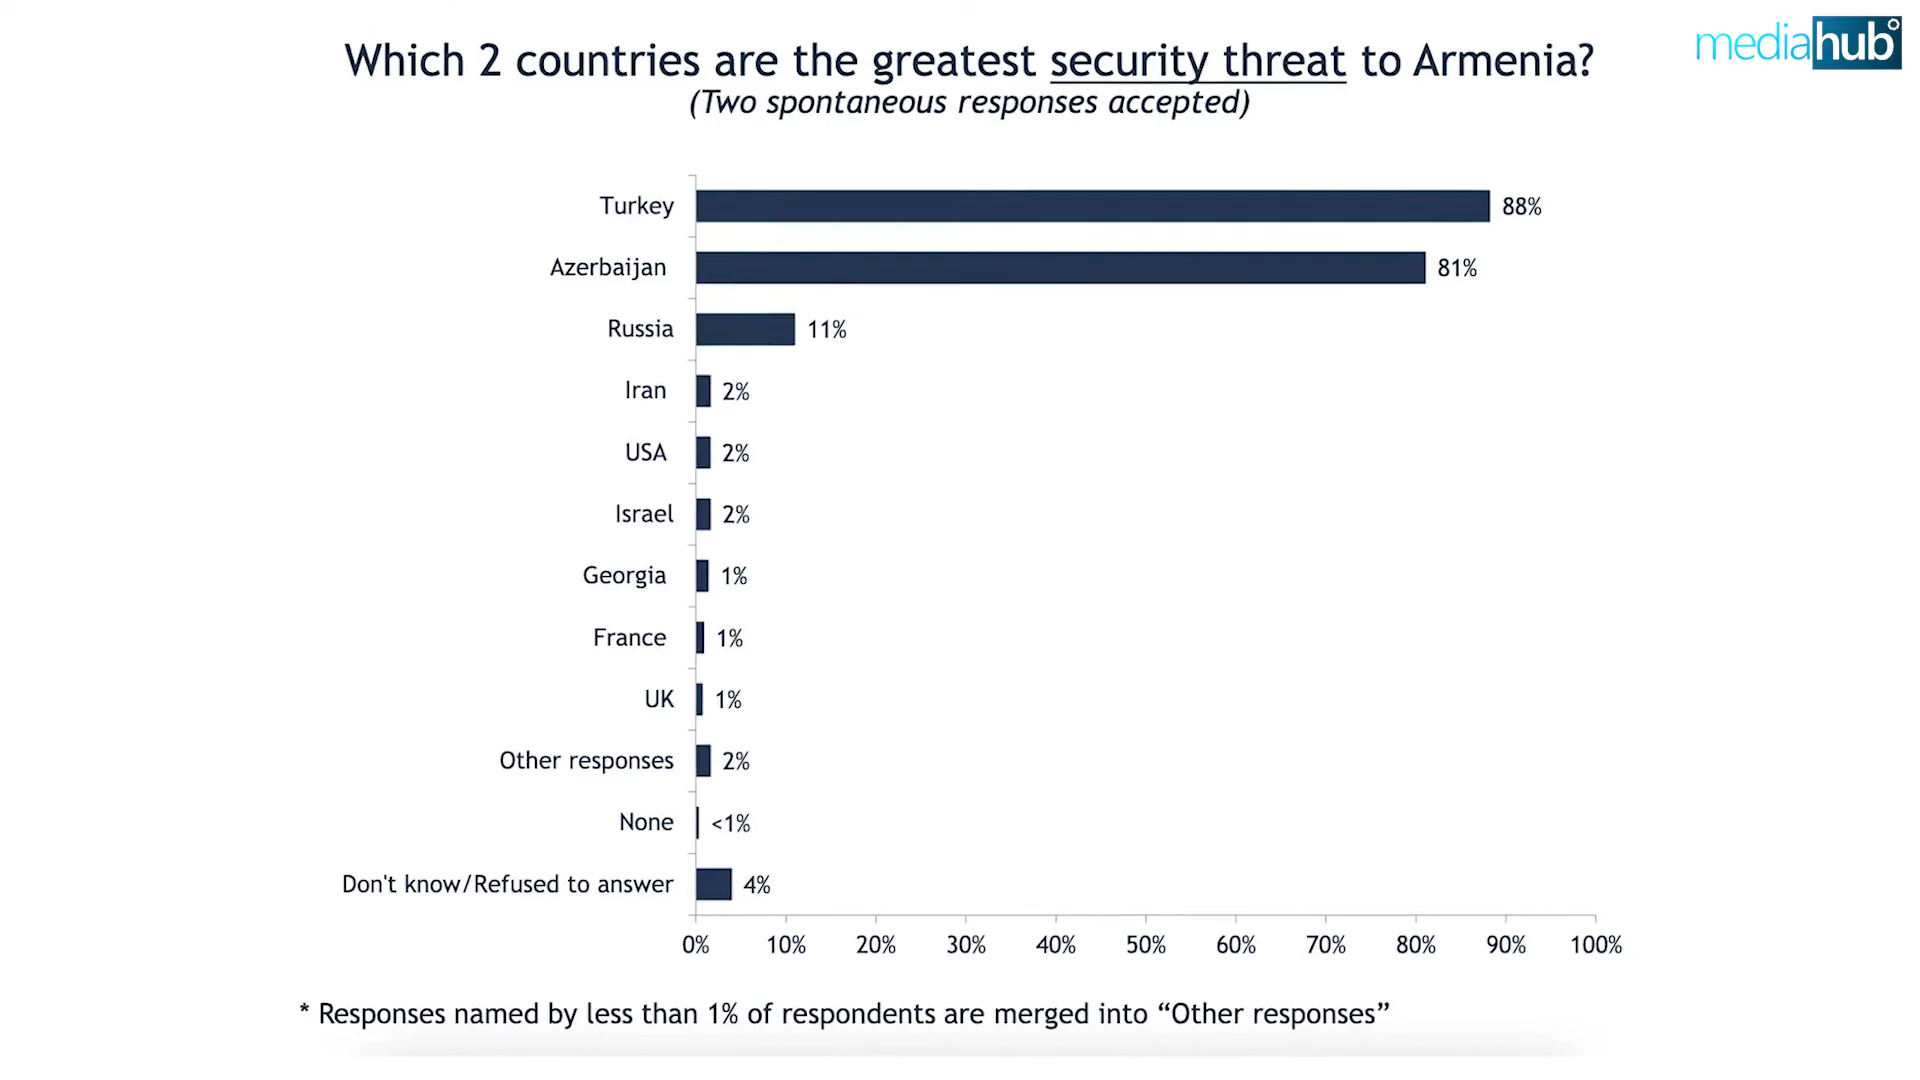 mediahub
Which 2 countries are the greatest security threat to Armenia?
(Two spontaneous responses accepted)
Turkey 88%
Azerbaijan 81%
Russia 11%
Iran 2%
USA 2%
Israel 2%
Georgia 1%
France 1%
UK 1%
Other responses 2%
None <1%
Don't know/Refused to answer 4%
0% 10% 20% 30% 40% 50% 60% 70% 80% 90% 100%
* Responses named by less than 1% of respondents are merged into “Other responses”